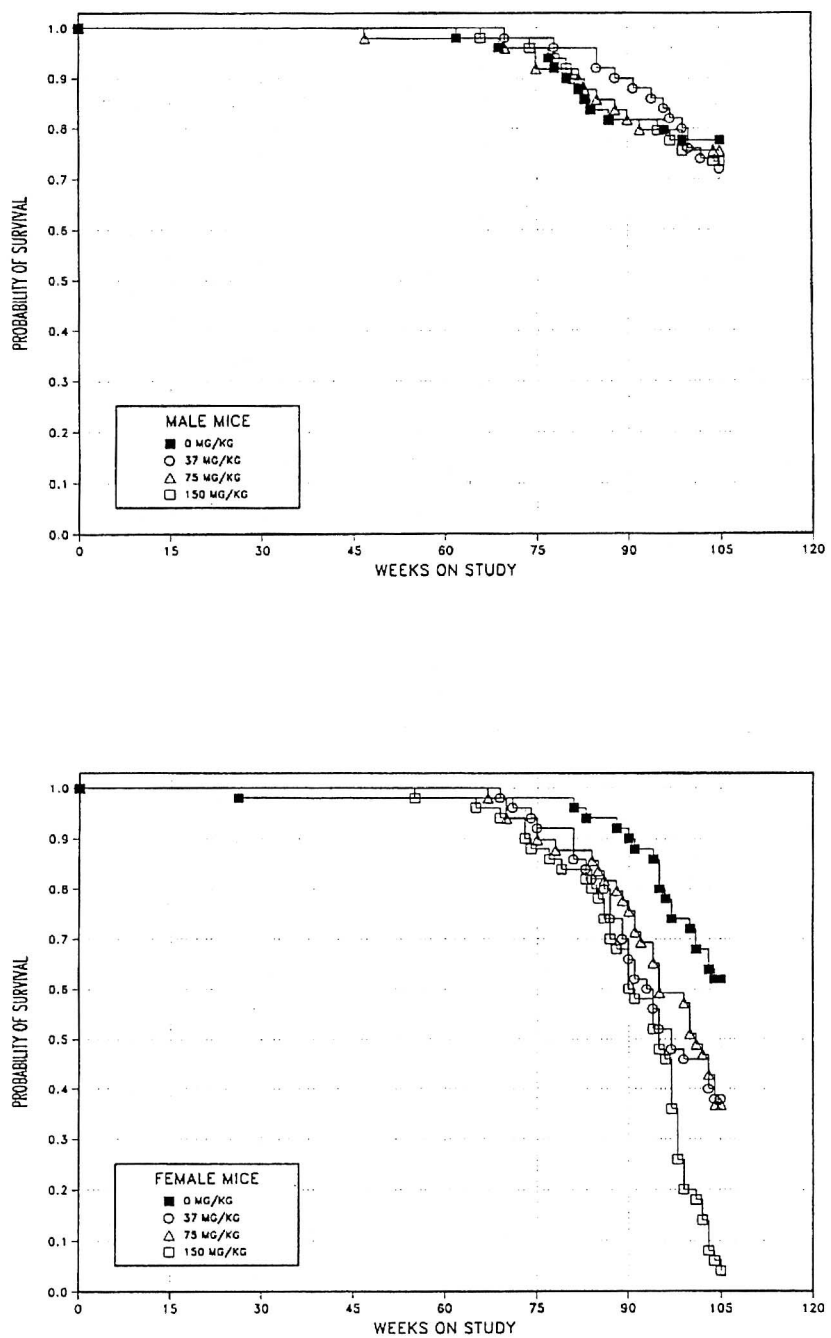 PROBABILITY OF SURVIVAL
1.0
0.9
0.8
0.7
0.6
0.5
0.4
0.3
0.2
0.1
0.0
MALE MICE
0 MG/KG
37 MG/KG
75 MG/KG
150 MG/KG
0 15 30 45 60 75 90 105 120
WEEKS ON STUDY
PROBABILITY OF SURVIVAL
1.0
0.9
0.8
0.7
0.6
0.5
0.4
0.3
0.2
0.1
0.0
FEMALE MICE
0 MG/KG
37 MG/KG
75 MG/KG
150 MG/KG
0 15 30 45 60 75 90 105 120
WEEKS ON STUDY